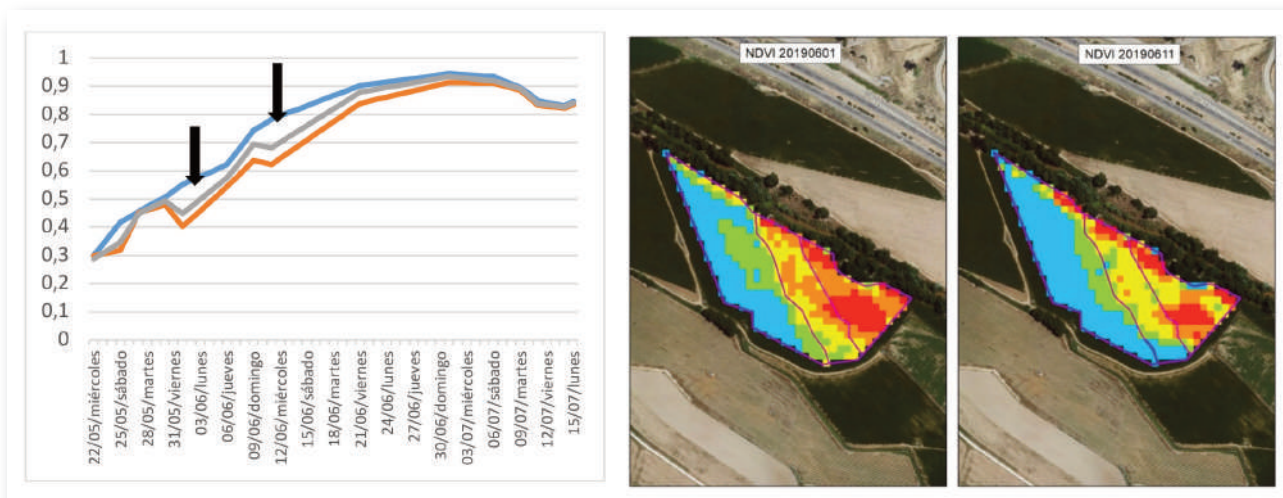 1
0,9
0,8
0,7
0,6
0,5
0,4
0,3
0,2
0,1
0
22/05/miércoles
25/05/sábado
28/05/martes
31/05/viernes
03/06/lunes
06/06/jueves
09/06/domingo
12/06/miércoles
15/06/sábado
18/06/martes
21/06/viernes
24/06/lunes
27/06/jueves
30/06/domingo
03/07/miércoles
06/07/sábado
09/07/martes
12/07/viernes
15/07/lunes
NDVI 20190601
NDVI 20190611